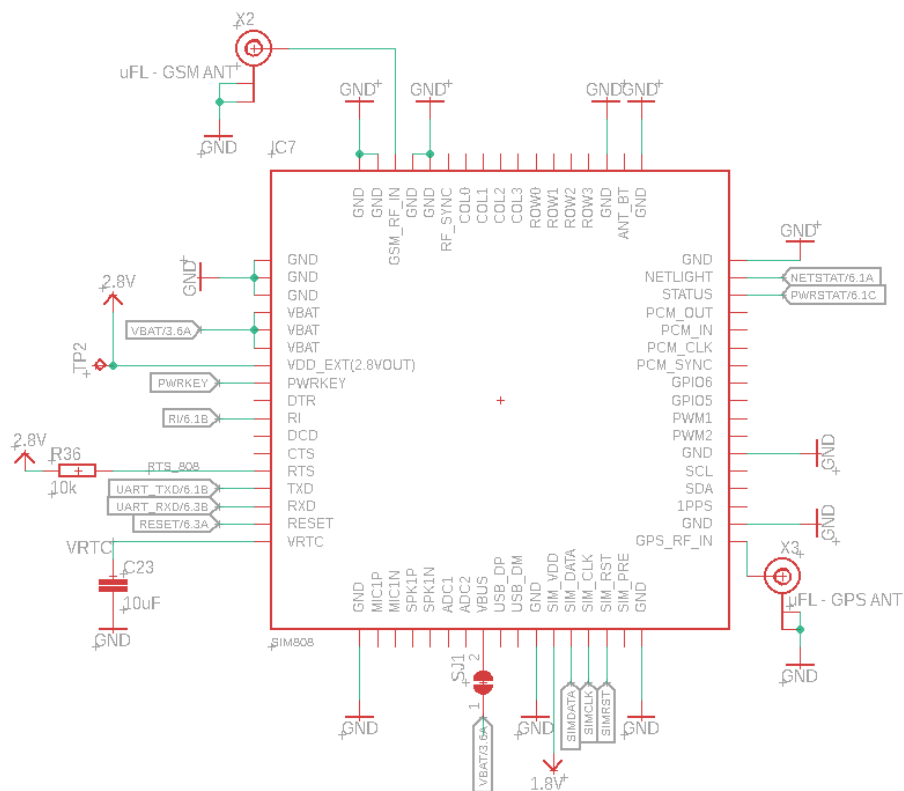 X2
uFL - GSM ANT
GND
GND
GND
GND
GND
GND
IC7
GND
GND
GSM_RF_IN
GND
GND
RF_SYNC
COL0
COL1
COL2
COL3
ROW0
ROW1
ROW2
ROW3
GND
ANT_BT
GND
GND
GND
GND
GND
VBAT
VBAT
VBAT
VDD_EXT(2.8VOUT)
PWRKEY
DTR
RI
DCD
CTS
RTS
TXD
RXD
RESET
VRTC
2.8V
VBAT/3.6A
TP2
PWRKEY
RI/6.1B
2.8V
R36
10k
RTS_808
UART_TXD/6.1B
UART_RXD/6.3B
RESET/6.3A
VRTC
C23
10uF
GND
GND
NETLIGHT
STATUS
PCM_OUT
PCM_IN
PCM_CLK
PCM_SYNC
GPIO6
GPIO5
PWM1
PWM2
GND
SCL
SDA
1PPS
GND
GPS_RF_IN
GND
NETSTAT/6.1A
PWRSTAT/6.1C
GND
GND
X3
uFL - GPS ANT
GND
GND
MIC1P
MIC1N
SPK1P
SPK1N
ADC1
ADC2
VBUS
USB_DP
USB_DM
GND
SIM_VDD
SIM_DATA
SIM_CLK
SIM_RST
SIM_PRE
GND
SIM808
GND
SJ1
2
1
VBAT/3.6A
GND
1.8V
SIMDATA
SIMCLK
SIMRST
GND